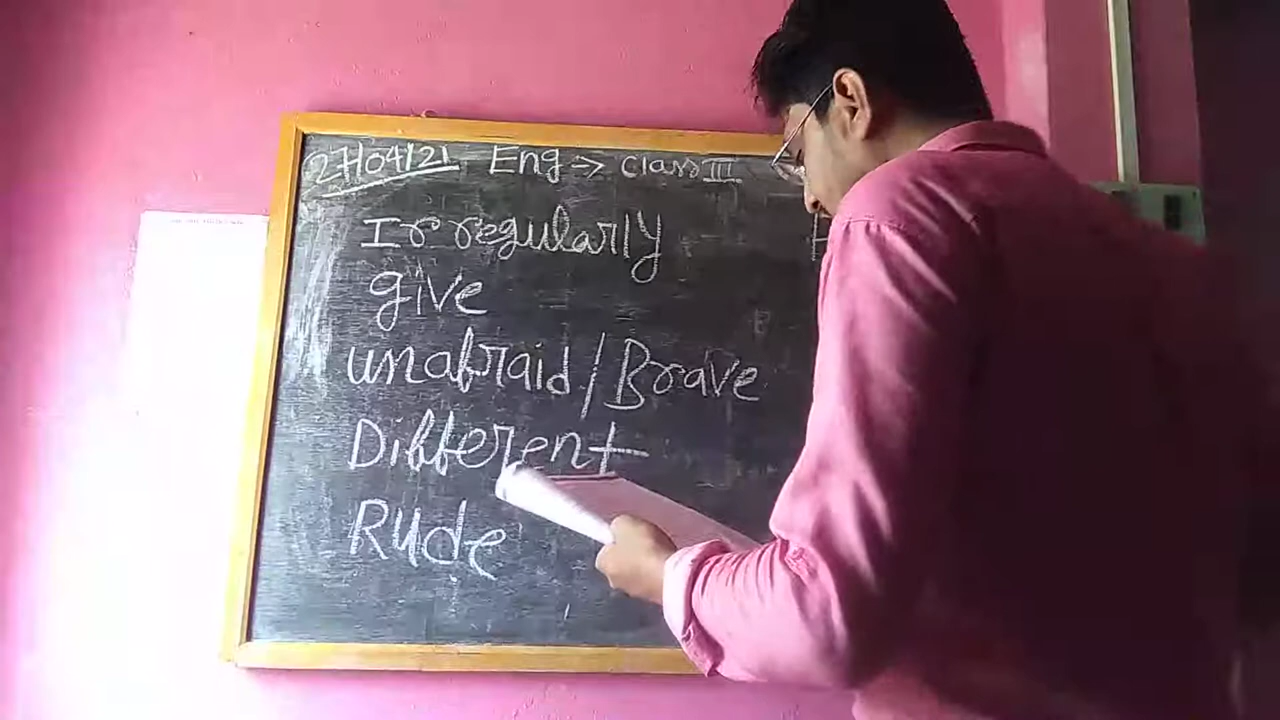 27/04/21 Eng → Class III
Irregularly
give
unafraid / Brave
Different
Rude